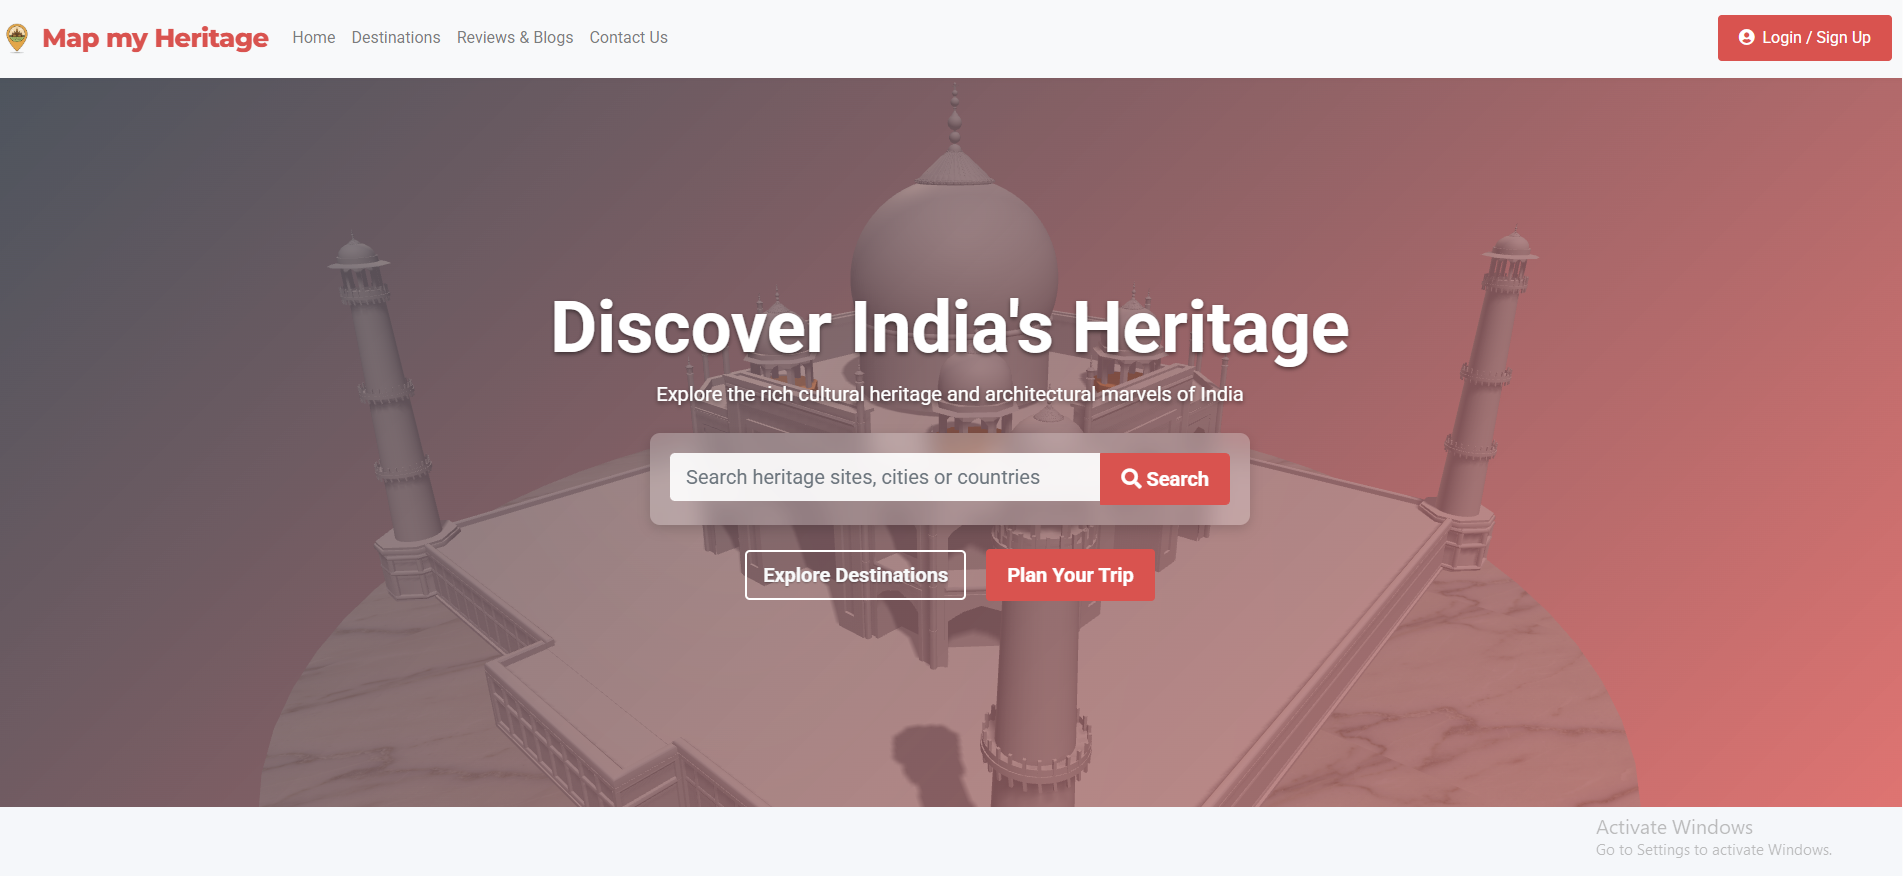 Map my Heritage
Home
Destinations
Reviews & Blogs
Contact Us
Login / Sign Up
Discover India's Heritage
Explore the rich cultural heritage and architectural marvels of India
Search heritage sites, cities or countries
Search
Explore Destinations
Plan Your Trip
Activate Windows
Go to Settings to activate Windows.